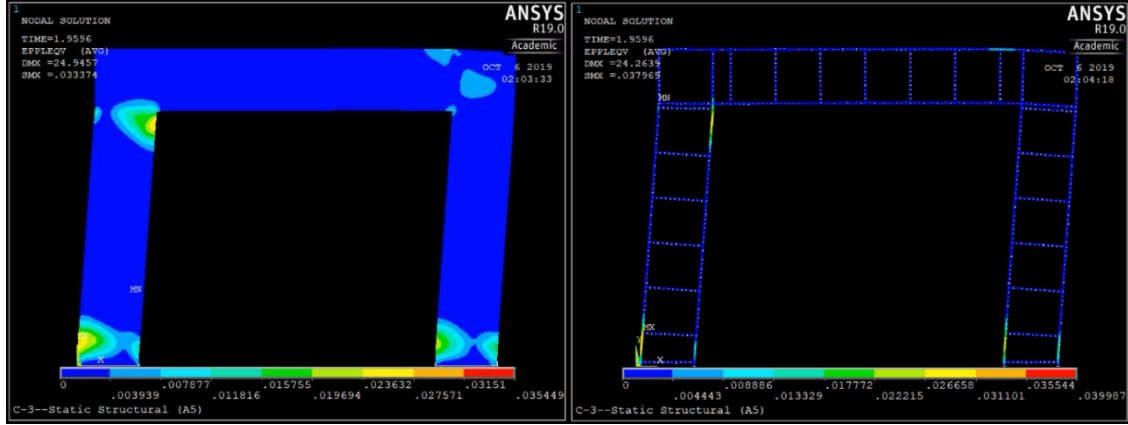 1
NODAL SOLUTION
TIME=1.9596
EPPLEQV (AVG)
DMX =24.9457
SMX =.033374
ANSYS
R19.0
Academic
OCT 6 2019
02:03:33
MN
X
0 .007877 .015755 .023632 .03151
.003939 .011816 .019694 .027571 .035449
C-3--Static Structural (A5)
1
NODAL SOLUTION
TIME=1.9596
EPPLEQV (AVG)
DMX =24.2639
SMX =.037965
ANSYS
R19.0
Academic
OCT 6 2019
02:04:18
MN
MX
X
0 .008886 .017772 .026658 .035544
.004443 .013329 .022215 .031101 .039987
C-3--Static Structural (A5)